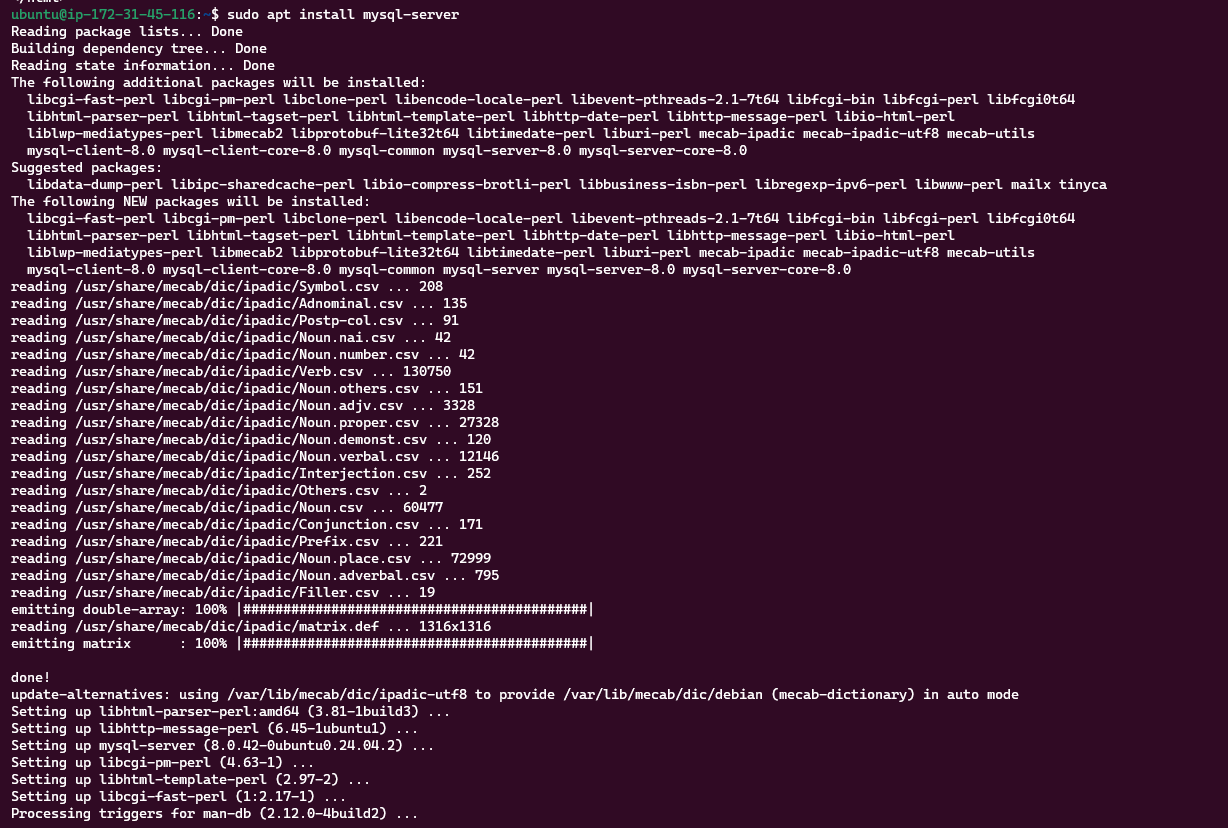 ubuntu@ip-172-31-45-116:~$ sudo apt install mysql-server
Reading package lists... Done
Building dependency tree... Done
Reading state information... Done
The following additional packages will be installed:
  libcgi-fast-perl libcgi-pm-perl libclone-perl libencode-locale-perl libevent-pthreads-2.1-7t64 libfcgi-bin libfcgi-perl libfcgi0t64
  libhtml-parser-perl libhtml-tagset-perl libhtml-template-perl libhttp-date-perl libhttp-message-perl libio-html-perl
  liblwp-mediatypes-perl libmecab2 libprotobuf-lite32t64 libtimedate-perl liburi-perl mecab-ipadic mecab-ipadic-utf8 mecab-utils
  mysql-client-8.0 mysql-client-core-8.0 mysql-common mysql-server-8.0 mysql-server-core-8.0
Suggested packages:
  libdata-dump-perl libipc-sharedcache-perl libio-compress-brotli-perl libbusiness-isbn-perl libregexp-ipv6-perl libwww-perl mailx tinyca
The following NEW packages will be installed:
  libcgi-fast-perl libcgi-pm-perl libclone-perl libencode-locale-perl libevent-pthreads-2.1-7t64 libfcgi-bin libfcgi-perl libfcgi0t64
  libhtml-parser-perl libhtml-tagset-perl libhtml-template-perl libhttp-date-perl libhttp-message-perl libio-html-perl
  liblwp-mediatypes-perl libmecab2 libprotobuf-lite32t64 libtimedate-perl liburi-perl mecab-ipadic mecab-ipadic-utf8 mecab-utils
  mysql-client-8.0 mysql-client-core-8.0 mysql-common mysql-server mysql-server-8.0 mysql-server-core-8.0
reading /usr/share/mecab/dic/ipadic/Symbol.csv ... 208
reading /usr/share/mecab/dic/ipadic/Adnominal.csv ... 135
reading /usr/share/mecab/dic/ipadic/Postp-col.csv ... 91
reading /usr/share/mecab/dic/ipadic/Noun.nai.csv ... 42
reading /usr/share/mecab/dic/ipadic/Noun.number.csv ... 42
reading /usr/share/mecab/dic/ipadic/Verb.csv ... 130750
reading /usr/share/mecab/dic/ipadic/Noun.others.csv ... 151
reading /usr/share/mecab/dic/ipadic/Noun.adjv.csv ... 3328
reading /usr/share/mecab/dic/ipadic/Noun.proper.csv ... 27328
reading /usr/share/mecab/dic/ipadic/Noun.demonst.csv ... 120
reading /usr/share/mecab/dic/ipadic/Noun.verbal.csv ... 12146
reading /usr/share/mecab/dic/ipadic/Interjection.csv ... 252
reading /usr/share/mecab/dic/ipadic/Others.csv ... 2
reading /usr/share/mecab/dic/ipadic/Noun.csv ... 60477
reading /usr/share/mecab/dic/ipadic/Conjunction.csv ... 171
reading /usr/share/mecab/dic/ipadic/Prefix.csv ... 221
reading /usr/share/mecab/dic/ipadic/Noun.place.csv ... 72999
reading /usr/share/mecab/dic/ipadic/Noun.adverbal.csv ... 795
reading /usr/share/mecab/dic/ipadic/Filler.csv ... 19
emitting double-array: 100% |###########################################|
reading /usr/share/mecab/dic/ipadic/matrix.def ... 1316x1316
emitting matrix      : 100% |###########################################|

done!
update-alternatives: using /var/lib/mecab/dic/ipadic-utf8 to provide /var/lib/mecab/dic/debian (mecab-dictionary) in auto mode
Setting up libhtml-parser-perl:amd64 (3.81-1build3) ...
Setting up libhttp-message-perl (6.45-1ubuntu1) ...
Setting up mysql-server (8.0.42-0ubuntu0.24.04.2) ...
Setting up libcgi-pm-perl (4.63-1) ...
Setting up libhtml-template-perl (2.97-2) ...
Setting up libcgi-fast-perl (1:2.17-1) ...
Processing triggers for man-db (2.12.0-4build2) ...